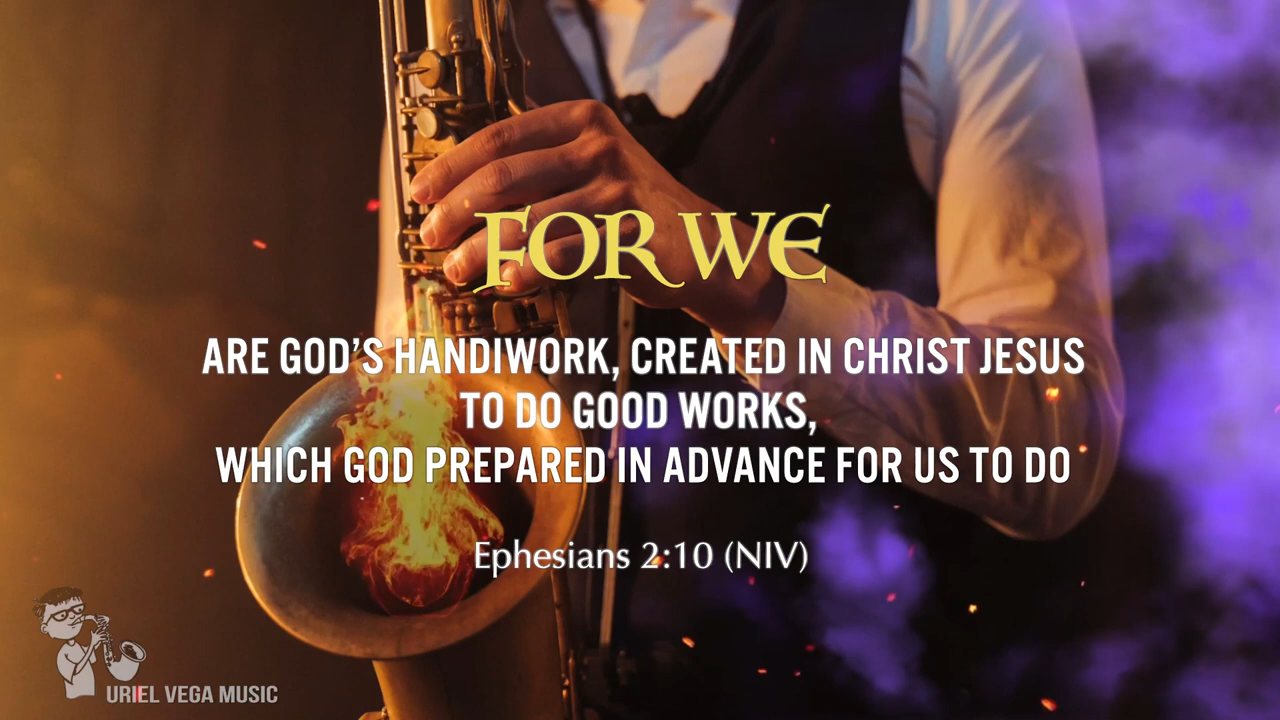 FOR WE
ARE GOD'S HANDIWORK, CREATED IN CHRIST JESUS
TO DO GOOD WORKS,
WHICH GOD PREPARED IN ADVANCE FOR US TO DO
Ephesians 2:10 (NIV)
URIEL VEGA MUSIC